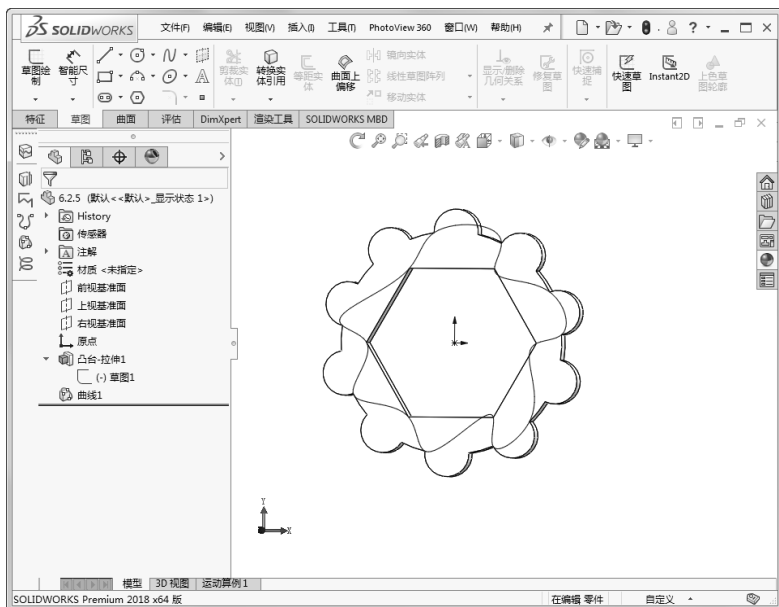 SOLIDWORKS 文件(F) 编辑(E) 视图(V) 插入(I) 工具(T) PhotoView 360 窗口(W) 帮助(H)
草图绘制 智能尺寸 剪裁实体(T) 转换实体引用 等距实体 曲面上偏移 镜向实体 线性草图阵列 移动实体 显示/删除几何关系 修复草图 快速捕捉 快速草图 Instant2D 上色草图轮廓
特征 草图 曲面 评估 DimXpert 渲染工具 SOLIDWORKS MBD
6.2.5 (默认<<默认>_显示状态 1>)
History
传感器
注解
材质 <未指定>
前视基准面
上视基准面
右视基准面
原点
凸台-拉伸1
(-) 草图1
曲线1
Y
X
模型 3D 视图 运动算例 1
SOLIDWORKS Premium 2018 x64 版 在编辑 零件 自定义